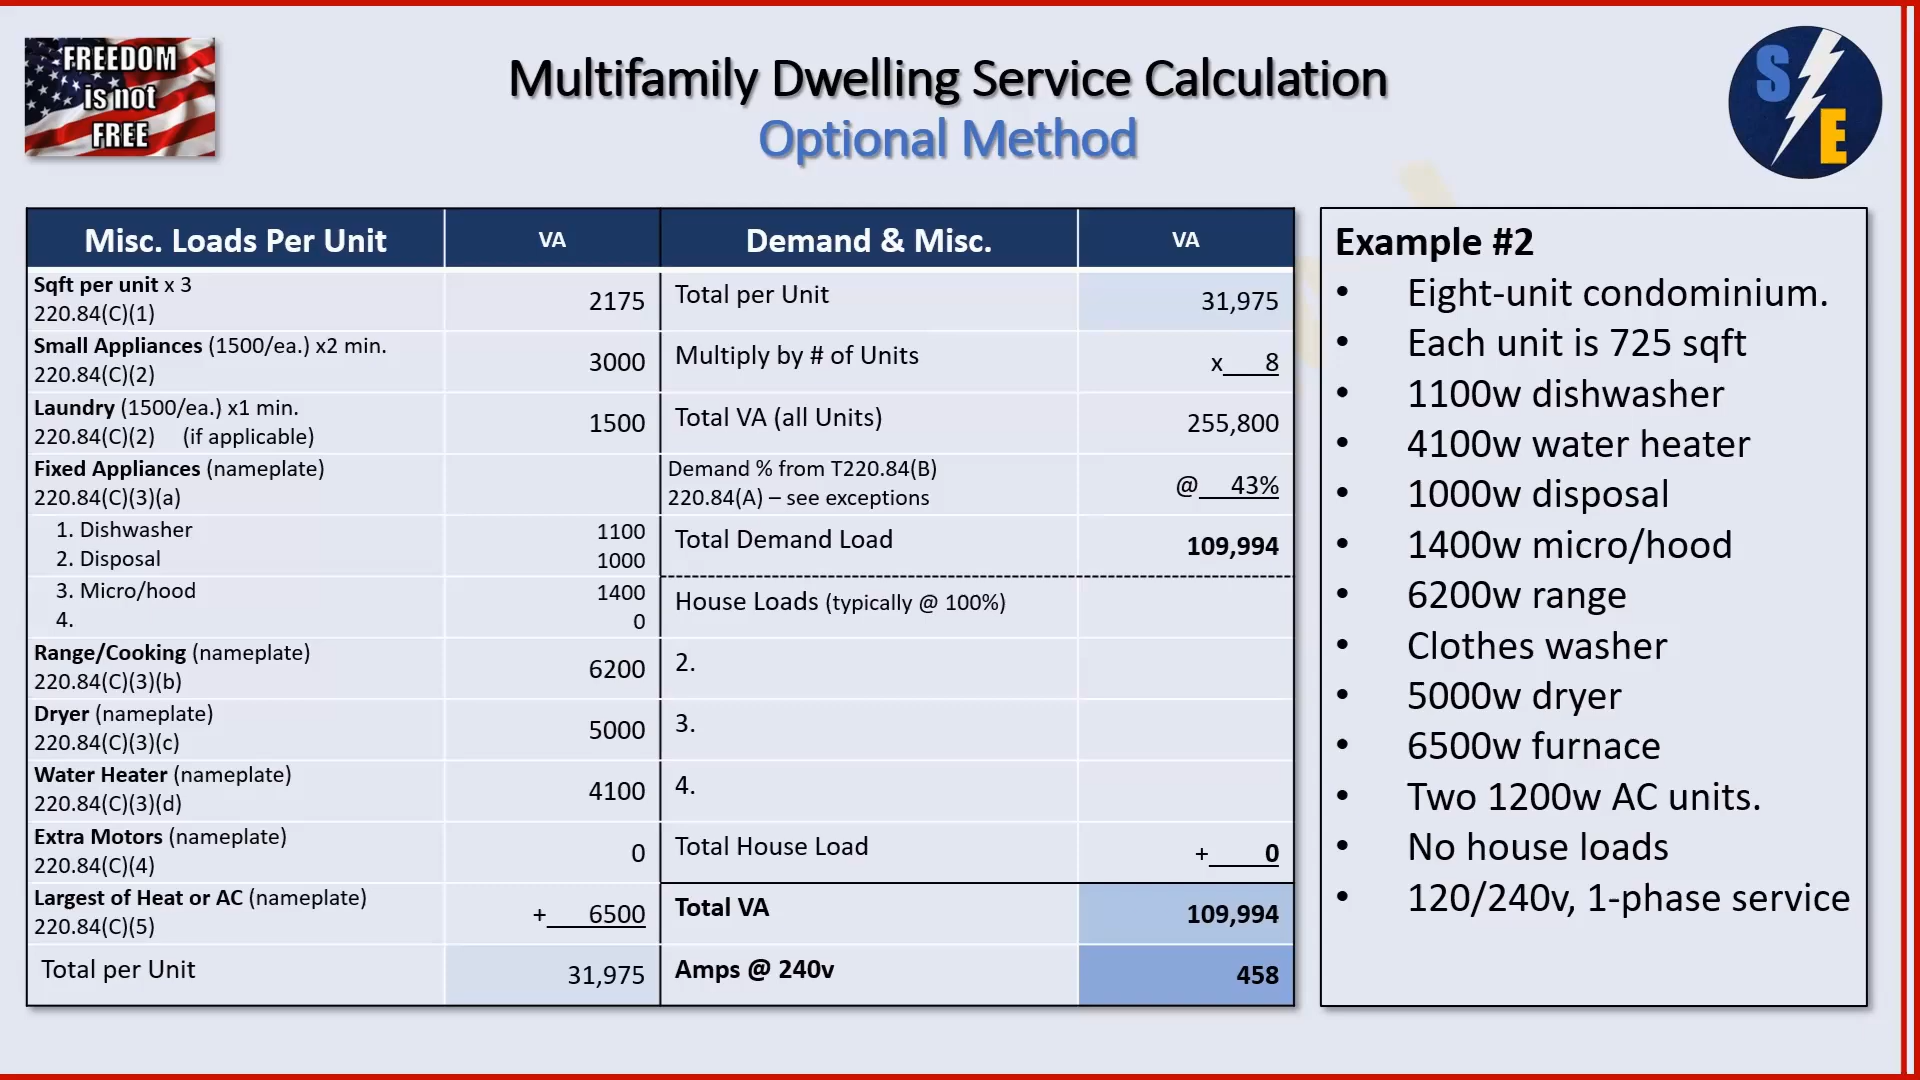 FREEDOM
is not
FREE
Multifamily Dwelling Service Calculation
Optional Method
S
E
Misc. Loads Per Unit VA Demand & Misc. VA
Sqft per unit x 3
220.84(C)(1)
2175
Total per Unit 31,975
Small Appliances (1500/ea.) x2 min.
220.84(C)(2)
3000
Multiply by # of Units x 8
Laundry (1500/ea.) x1 min.
220.84(C)(2) (if applicable)
1500
Total VA (all Units) 255,800
Fixed Appliances (nameplate)
220.84(C)(3)(a)
Demand % from T220.84(B)
220.84(A) – see exceptions
@ 43%
1. Dishwasher 1100
2. Disposal 1000
Total Demand Load 109,994
3. Micro/hood 1400
4. 0
House Loads (typically @ 100%)
Range/Cooking (nameplate)
220.84(C)(3)(b)
6200
2.
Dryer (nameplate)
220.84(C)(3)(c)
5000
3.
Water Heater (nameplate)
220.84(C)(3)(d)
4100
4.
Extra Motors (nameplate)
220.84(C)(4)
0
Total House Load + 0
Largest of Heat or AC (nameplate)
220.84(C)(5)
+ 6500
Total VA 109,994
Total per Unit 31,975
Amps @ 240v 458
Example #2
• Eight-unit condominium.
• Each unit is 725 sqft
• 1100w dishwasher
• 4100w water heater
• 1000w disposal
• 1400w micro/hood
• 6200w range
• Clothes washer
• 5000w dryer
• 6500w furnace
• Two 1200w AC units.
• No house loads
• 120/240v, 1-phase service